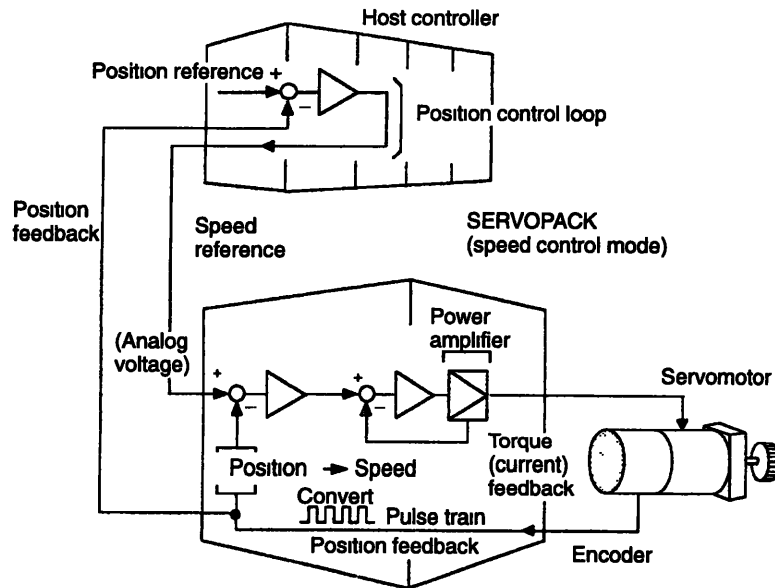 Host controller
Position reference +
−
Position control loop
Position
feedback
Speed
reference
SERVOPACK
(speed control mode)
(Analog
voltage)
Power
amplifier
+
−
+
−
Servomotor
Position → Speed
Convert
Torque
(current)
feedback
Pulse train
Position feedback
Encoder